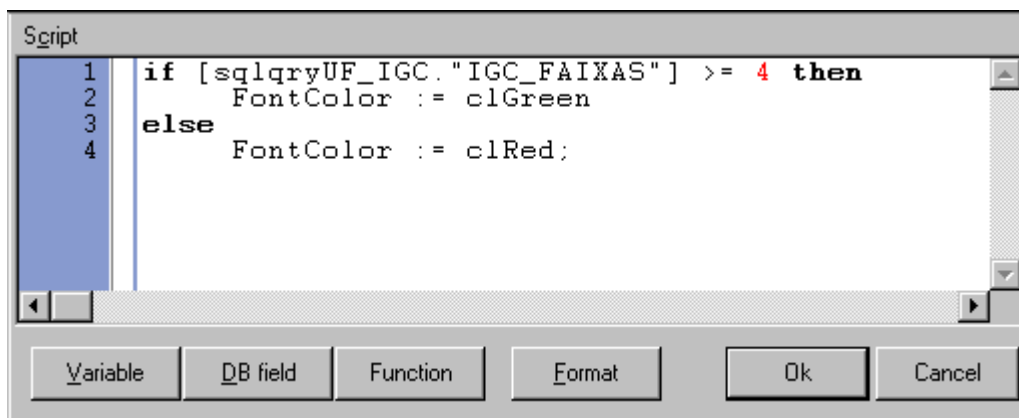 Script
1 if [sqlqryUF_IGC."IGC_FAIXAS"] >= 4 then
2 FontColor := clGreen
3 else
4 FontColor := clRed;
Variable DB field Function Format Ok Cancel